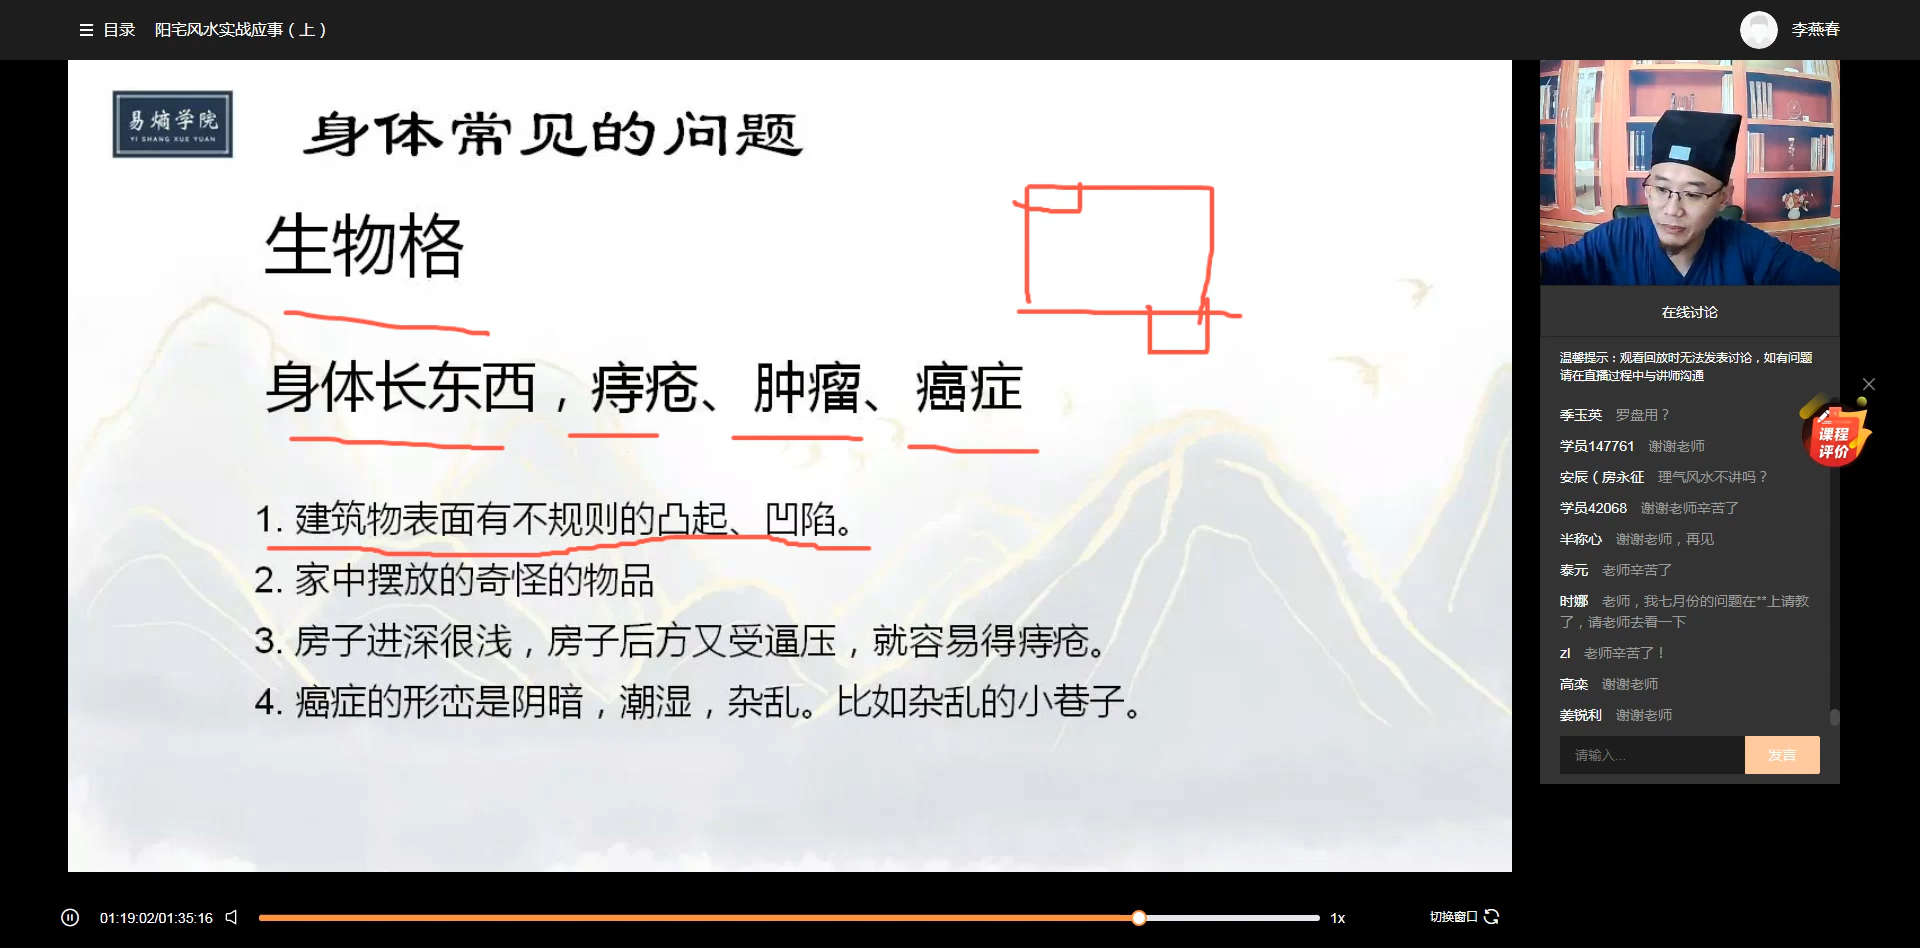 目录 阳宅风水实战应事（上）
李燕春
易熵学院
YI SHANG XUE YUAN
身体常见的问题
生物格
身体长东西，痔疮、肿瘤、癌症
1. 建筑物表面有不规则的凸起、凹陷。
2. 家中摆放的奇怪的物品
3. 房子进深很浅，房子后方又受逼压，就容易得痔疮。
4. 癌症的形峦是阴暗，潮湿，杂乱。比如杂乱的小巷子。
在线讨论
温馨提示：观看回放时无法发表讨论，如有问题
请在直播过程中与讲师沟通
课程
评价
季玉英 罗盘用？
学员147761 谢谢老师
安辰（房永征 理气风水不讲吗？
学员42068 谢谢老师辛苦了
半称心 谢谢老师，再见
泰元 老师辛苦了
时娜 老师，我七月份的问题在**上请教
了，请老师去看一下
zl 老师辛苦了！
高栾 谢谢老师
姜锐利 谢谢老师
请输入... 发言
01:19:02/01:35:16 1x 切换窗口